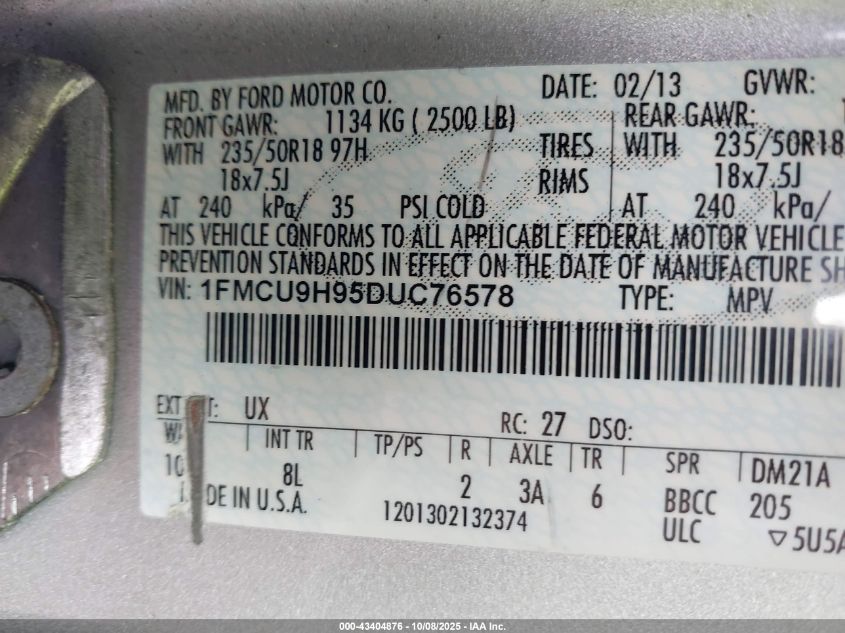 MFD. BY FORD MOTOR CO. DATE: 02/13 GVWR:
FRONT GAWR: 1134 KG ( 2500 LB) REAR GAWR:
WITH 235/50R18 97H TIRES WITH 235/50R18
18x7.5J RIMS 18x7.5J
AT 240 kPa/ 35 PSI COLD AT 240 kPa/
THIS VEHICLE CONFORMS TO ALL APPLICABLE FEDERAL MOTOR VEHICLE
PREVENTION STANDARDS IN EFFECT ON THE DATE OF MANUFACTURE SH
VIN: 1FMCU9H95DUC76578 TYPE: MPV
EXT : UX RC: 27 DSO:
INT TR TP/PS R AXLE TR SPR DM21A
8L 2 3A 6 BBCC 205
DE IN U.S.A. 1201302132374 ULC ▽5U5A
000-43404876 - 10/08/2025 - IAA Inc.